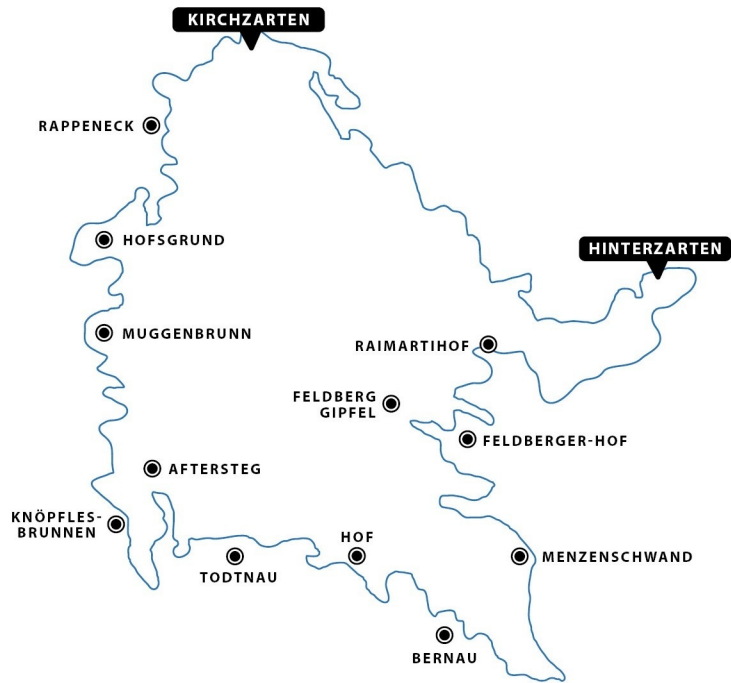 KIRCHZARTEN
RAPPENECK
HOFSGRUND
HINTERZARTEN
MUGGENBRUNN
RAIMARTIHOF
FELDBERG
GIPFEL
FELDBERGER-HOF
AFTERSTEG
KNÖPFLES-
BRUNNEN
HOF
TODTNAU
MENZENSCHWAND
BERNAU